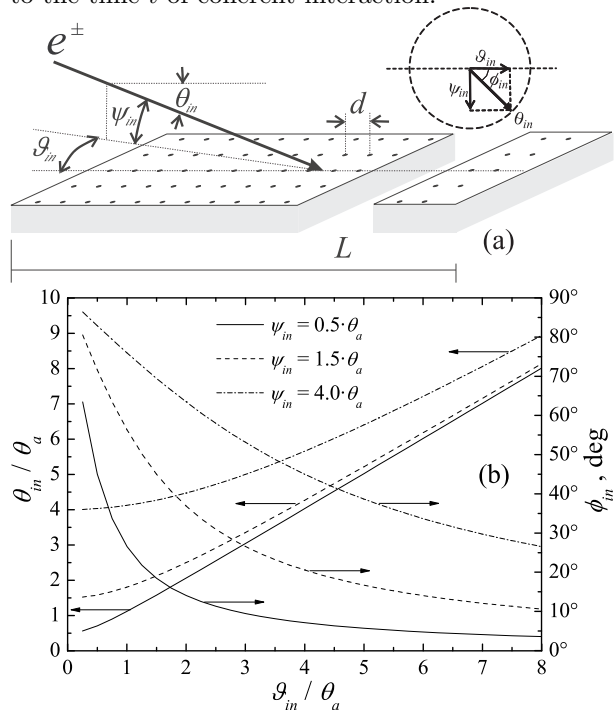 to the time t of coherent interaction.
e±
θin
ψin
ϑin
d
ϑin
ϕin
ψin
θin
(a)
L
10
9
8
7
6
5
4
3
2
1
0
θin / θa
ψin = 0.5·θa
ψin = 1.5·θa
ψin = 4.0·θa
(b)
90°
80°
70°
60°
50°
40°
30°
20°
10°
0°
ϕin, deg
0 1 2 3 4 5 6 7 8
ϑin / θa